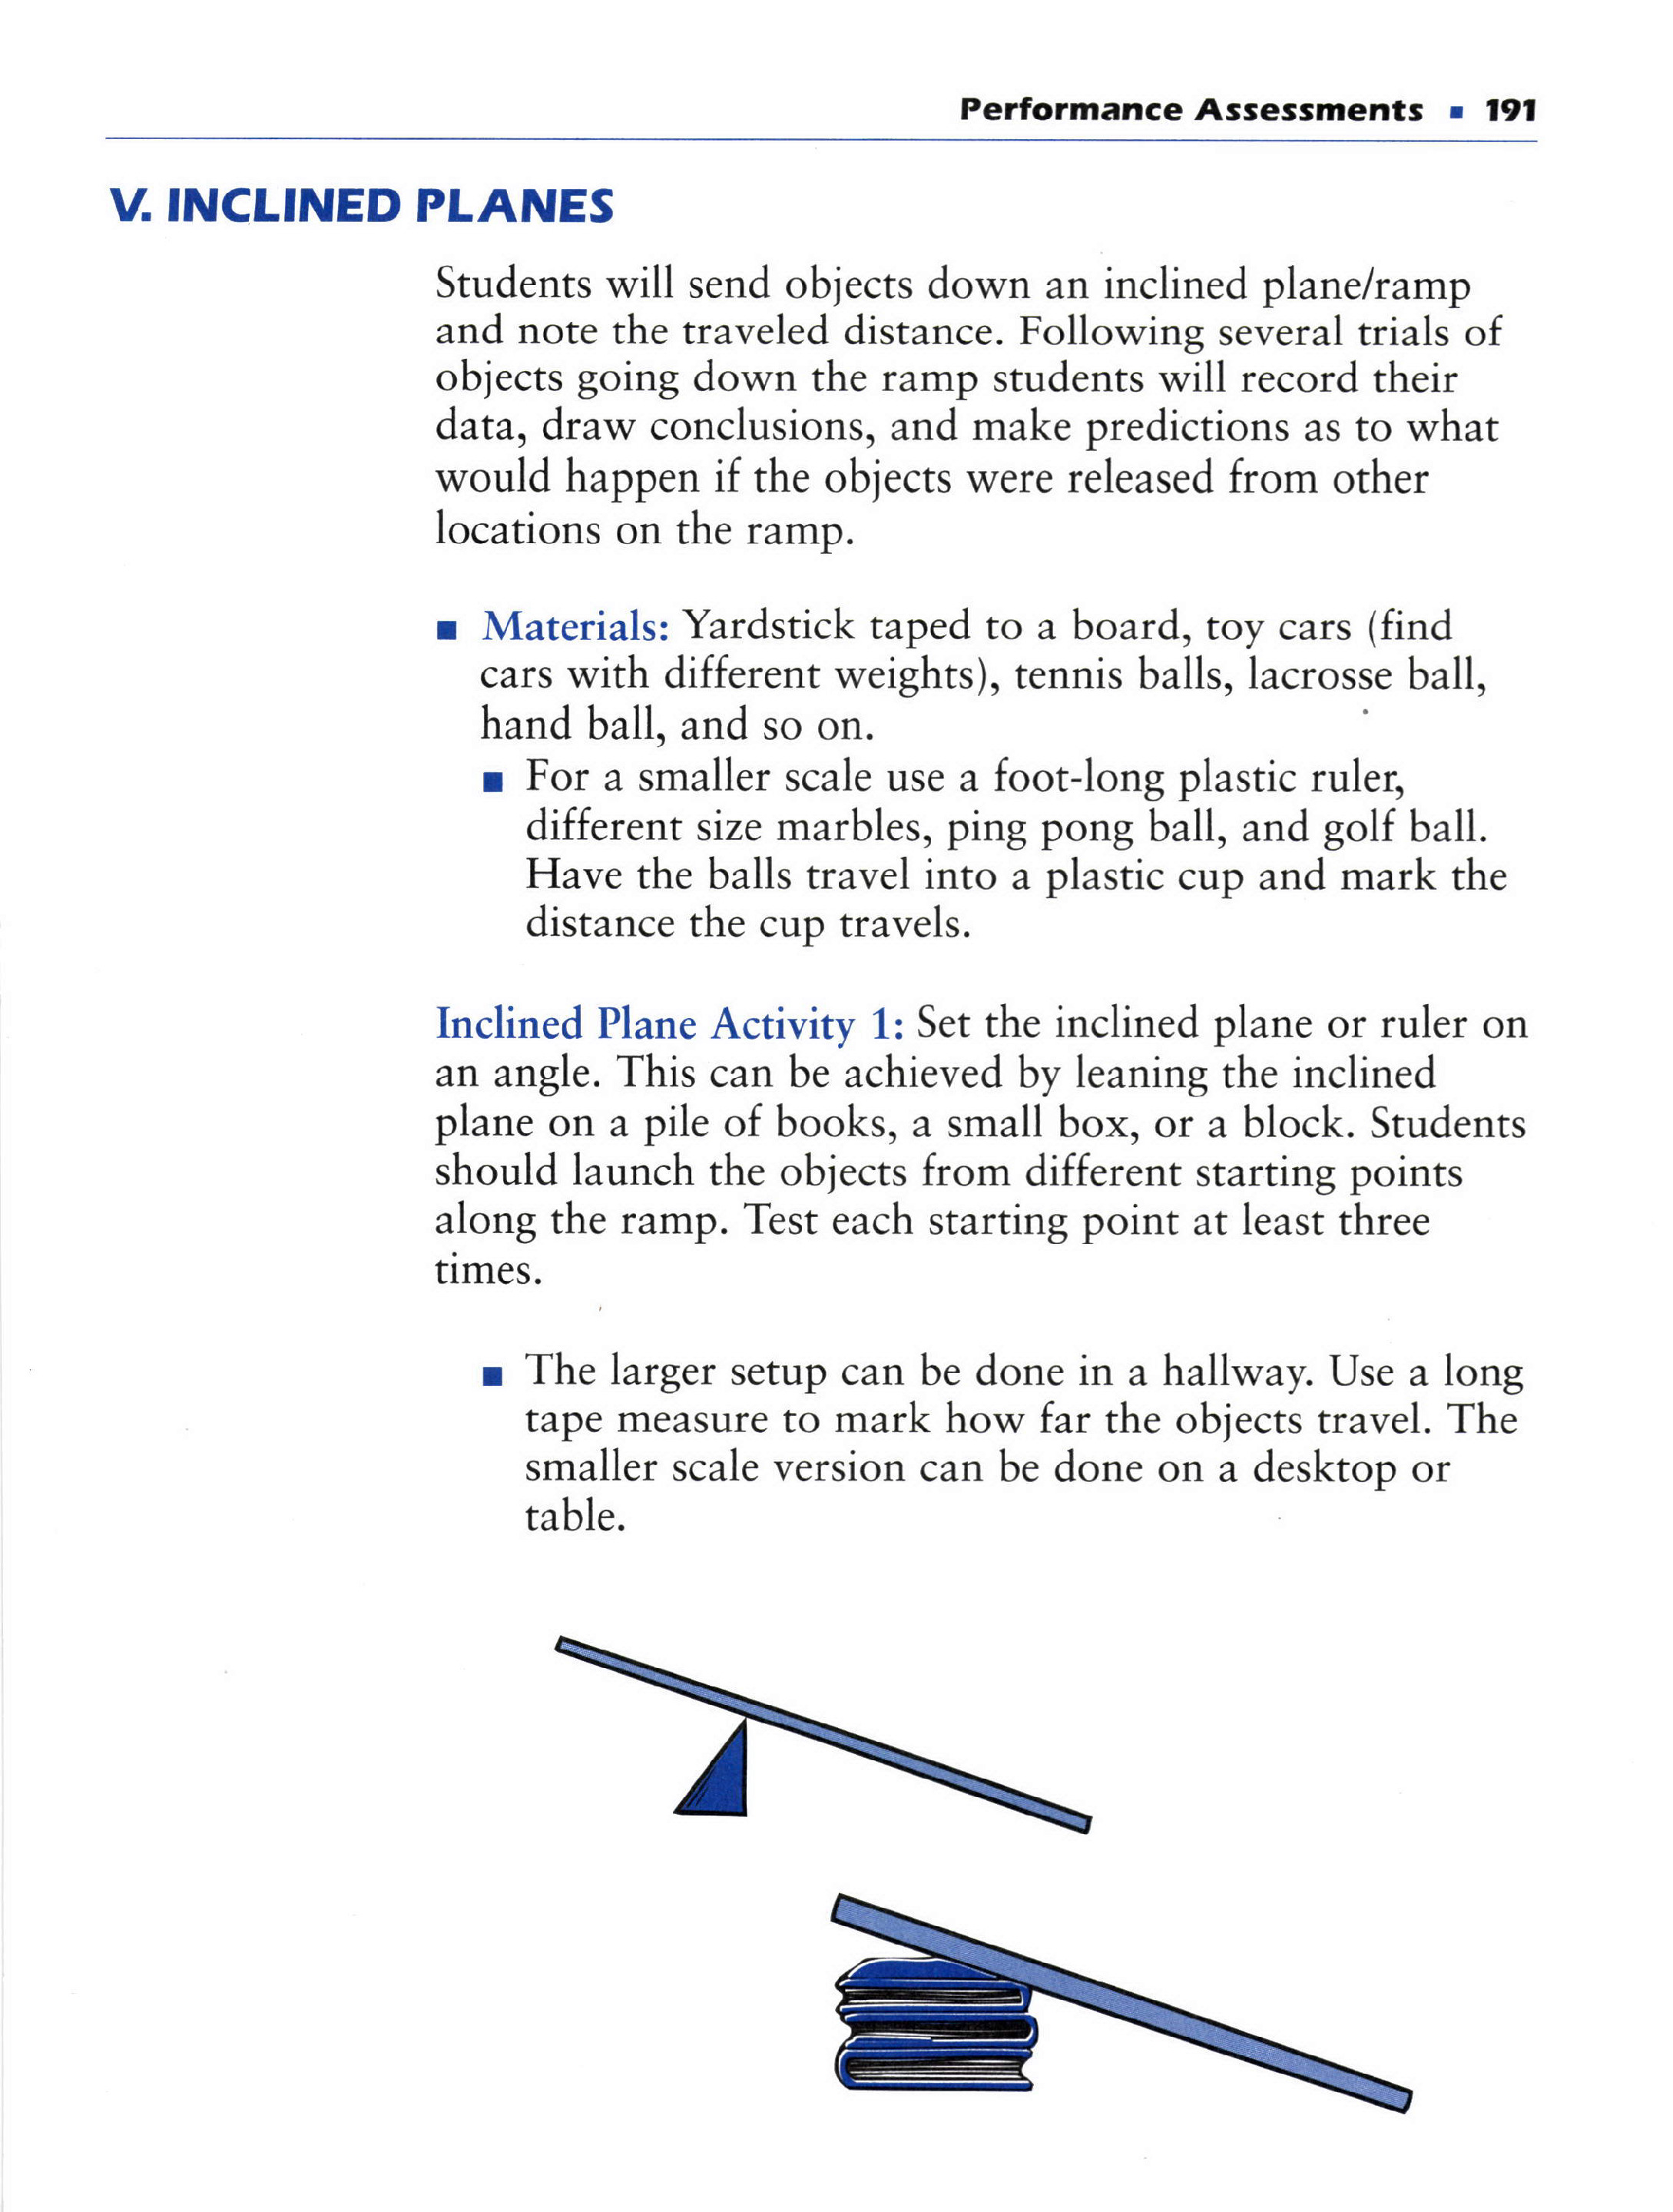 Performance Assessments ▪ 191
V. INCLINED PLANES
Students will send objects down an inclined plane/ramp
and note the traveled distance. Following several trials of
objects going down the ramp students will record their
data, draw conclusions, and make predictions as to what
would happen if the objects were released from other
locations on the ramp.
▪ Materials: Yardstick taped to a board, toy cars (find
cars with different weights), tennis balls, lacrosse ball,
hand ball, and so on.
▪ For a smaller scale use a foot-long plastic ruler,
different size marbles, ping pong ball, and golf ball.
Have the balls travel into a plastic cup and mark the
distance the cup travels.
Inclined Plane Activity 1: Set the inclined plane or ruler on
an angle. This can be achieved by leaning the inclined
plane on a pile of books, a small box, or a block. Students
should launch the objects from different starting points
along the ramp. Test each starting point at least three
times.
▪ The larger setup can be done in a hallway. Use a long
tape measure to mark how far the objects travel. The
smaller scale version can be done on a desktop or
table.